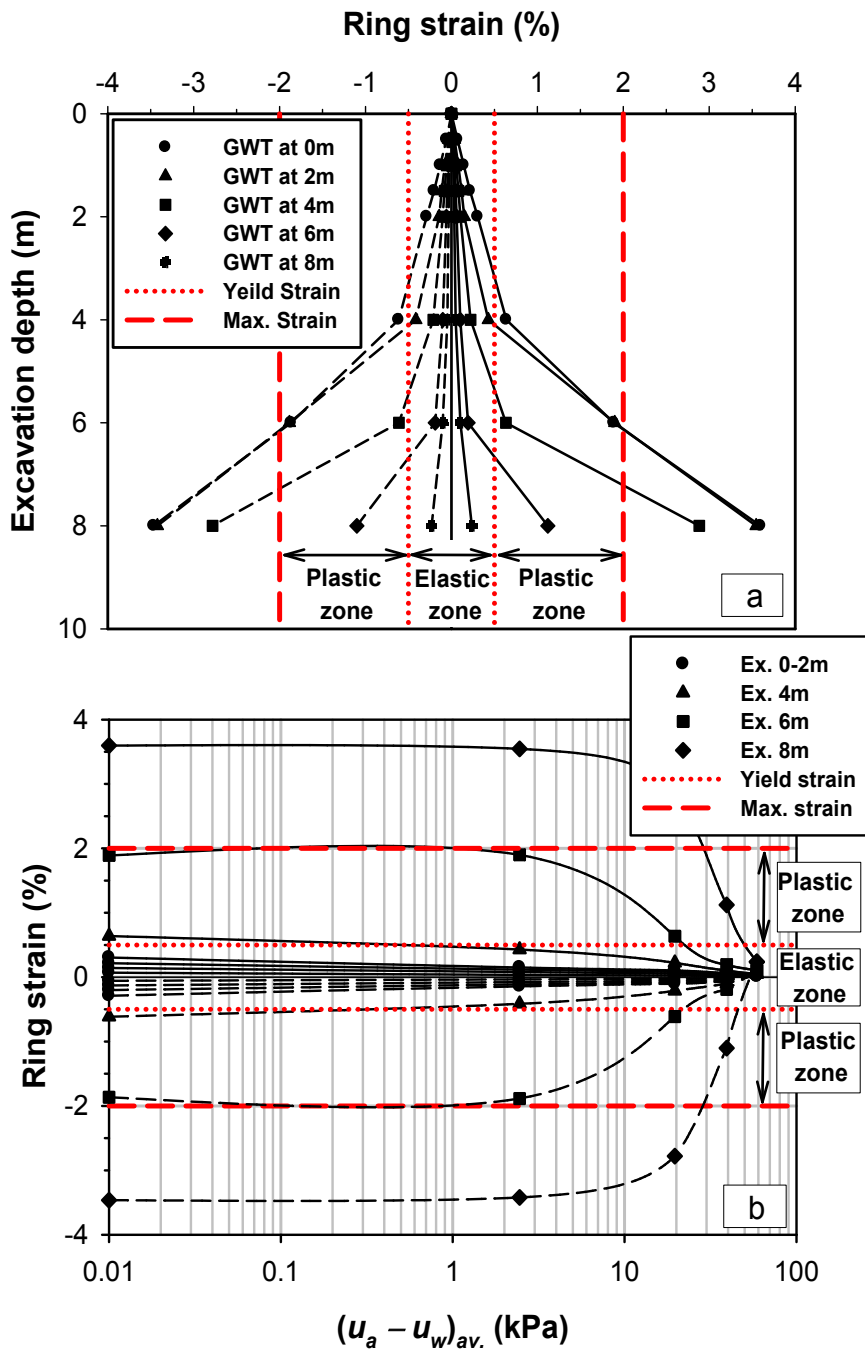 Ring strain (%)
-4 -3 -2 -1 0 1 2 3 4
Excavation depth (m)
0
2
4
6
8
10
GWT at 0m
GWT at 2m
GWT at 4m
GWT at 6m
GWT at 8m
Yeild Strain
Max. Strain
Plastic zone
Elastic zone
Plastic zone
a
Ex. 0-2m
Ex. 4m
Ex. 6m
Ex. 8m
Yield strain
Max. strain
Ring strain (%)
4
2
0
-2
-4
Plastic
zone
Elastic
zone
Plastic
zone
b
0.01 0.1 1 10 100
(u_a – u_w)_av. (kPa)